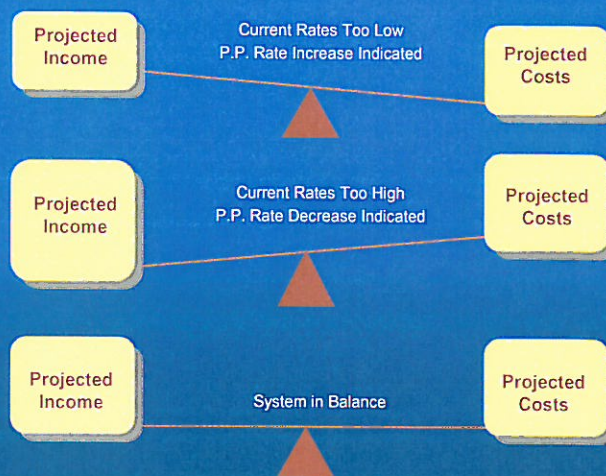 Projected
Income
Current Rates Too Low
P.P. Rate Increase Indicated
Projected
Costs
Projected
Income
Current Rates Too High
P.P. Rate Decrease Indicated
Projected
Costs
Projected
Income
System in Balance
Projected
Costs